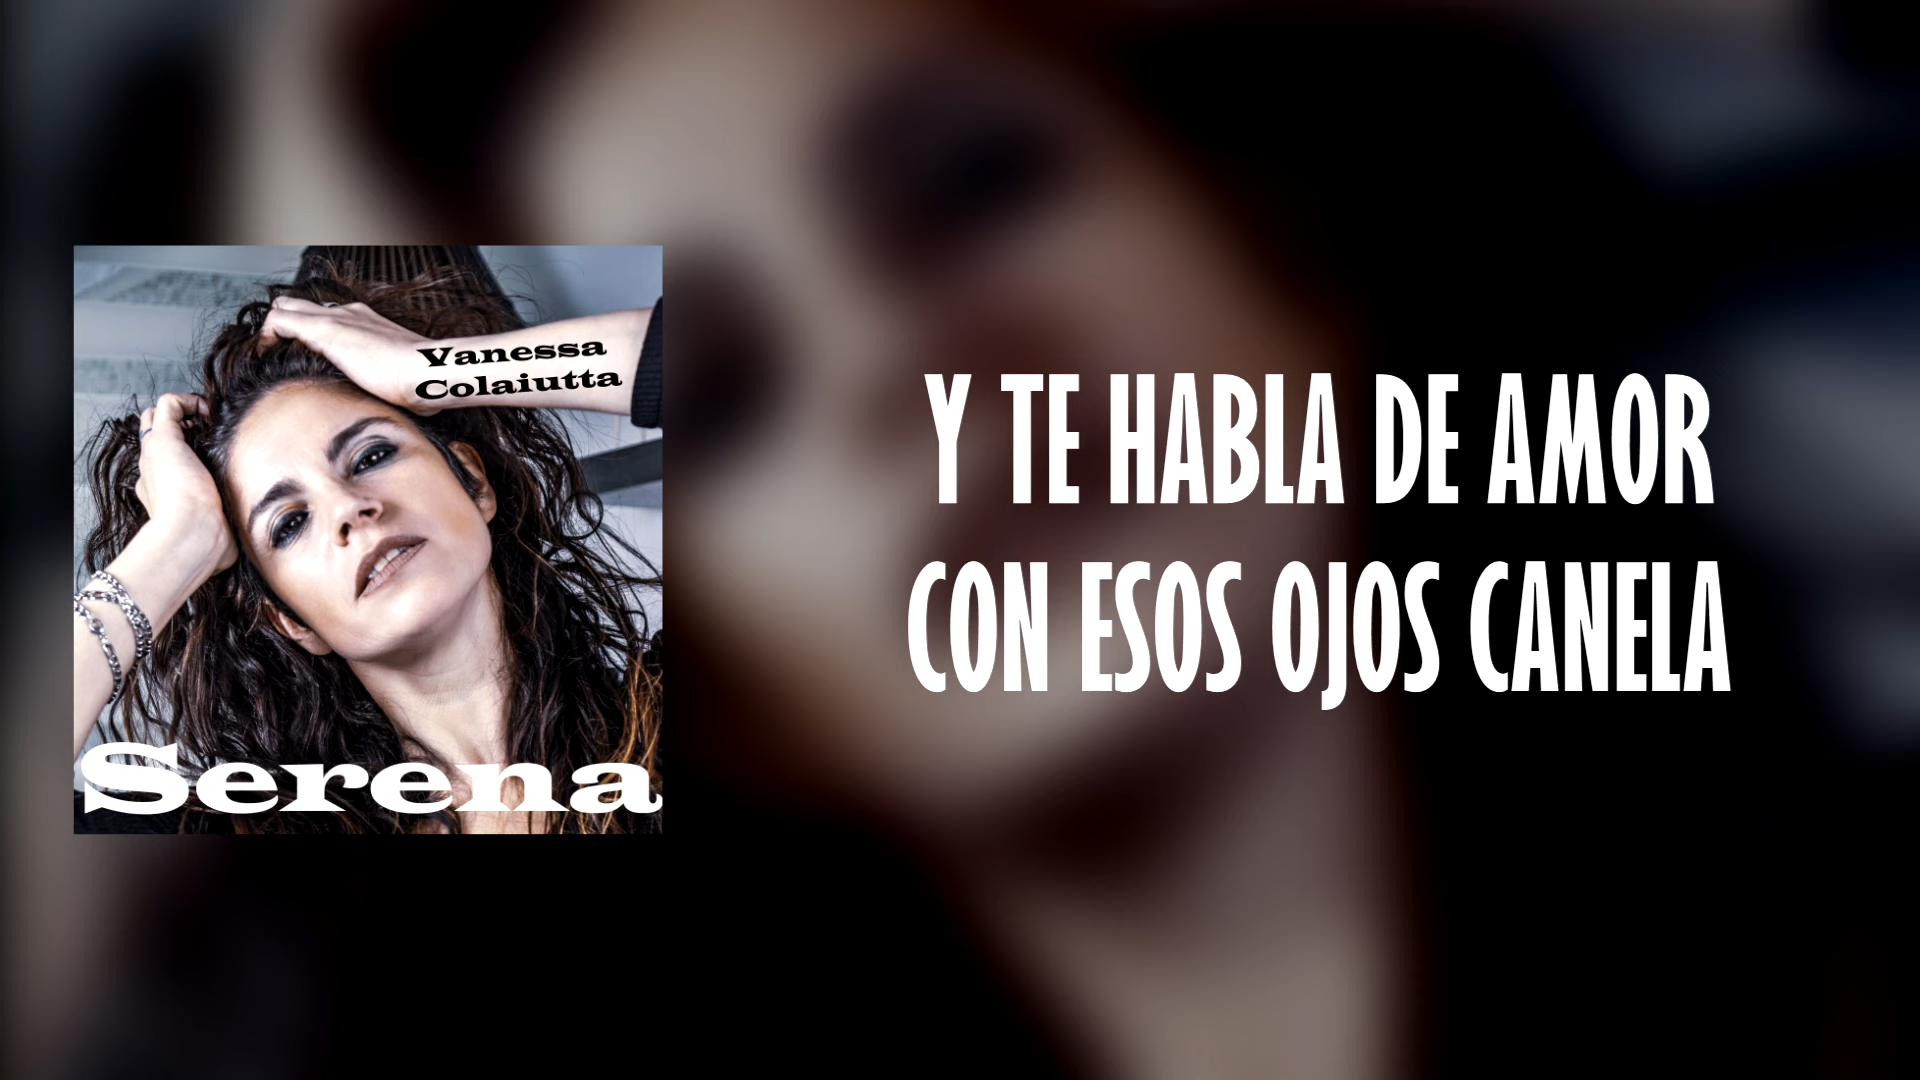 Vanessa
Colaiutta
Serena
Y TE HABLA DE AMOR
CON ESOS OJOS CANELA